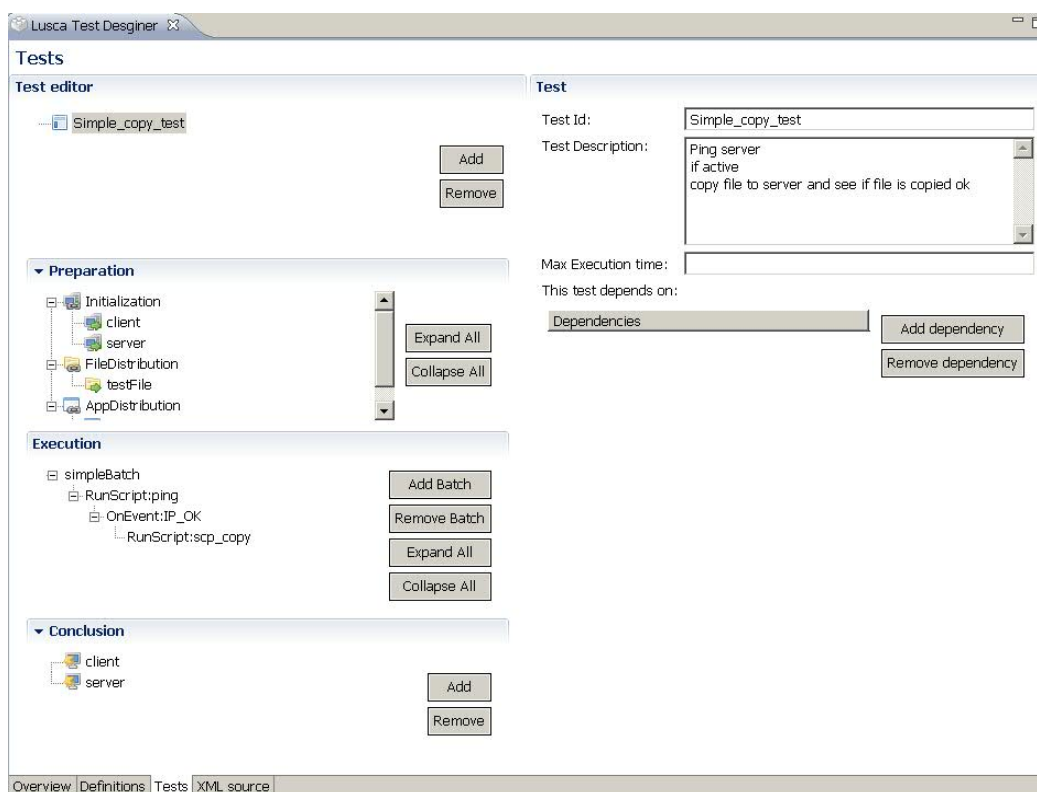 Lusca Test Desginer
Tests
Test editor
Simple_copy_test
Add
Remove
Preparation
Initialization
client
server
FileDistribution
testFile
AppDistribution
Expand All
Collapse All
Execution
simpleBatch
RunScript:ping
OnEvent:IP_OK
RunScript:scp_copy
Add Batch
Remove Batch
Expand All
Collapse All
Conclusion
client
server
Add
Remove
Test
Test Id:
Simple_copy_test
Test Description:
Ping server
if active
copy file to server and see if file is copied ok
Max Execution time:
This test depends on:
Dependencies
Add dependency
Remove dependency
Overview Definitions Tests XML source